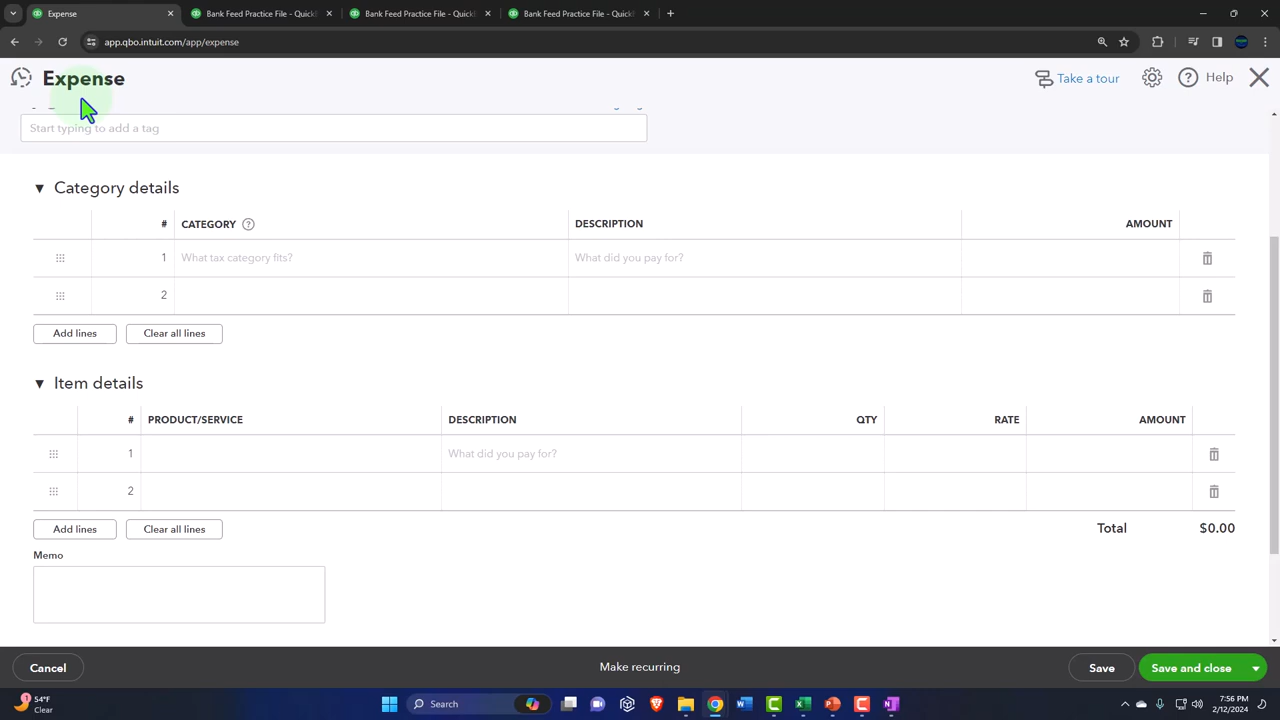 Expense
Bank Feed Practice File - Quick
Bank Feed Practice File - Quick
Bank Feed Practice File - Quick
app.qbo.intuit.com/app/expense
Expense
Take a tour
Help
Start typing to add a tag
Category details
# CATEGORY DESCRIPTION AMOUNT
1 What tax category fits? What did you pay for?
2
Add lines Clear all lines
Item details
# PRODUCT/SERVICE DESCRIPTION QTY RATE AMOUNT
1 What did you pay for?
2
Add lines Clear all lines
Total $0.00
Memo
Cancel
Make recurring
Save
Save and close
54°F
Clear
Search
7:56 PM
2/12/2024